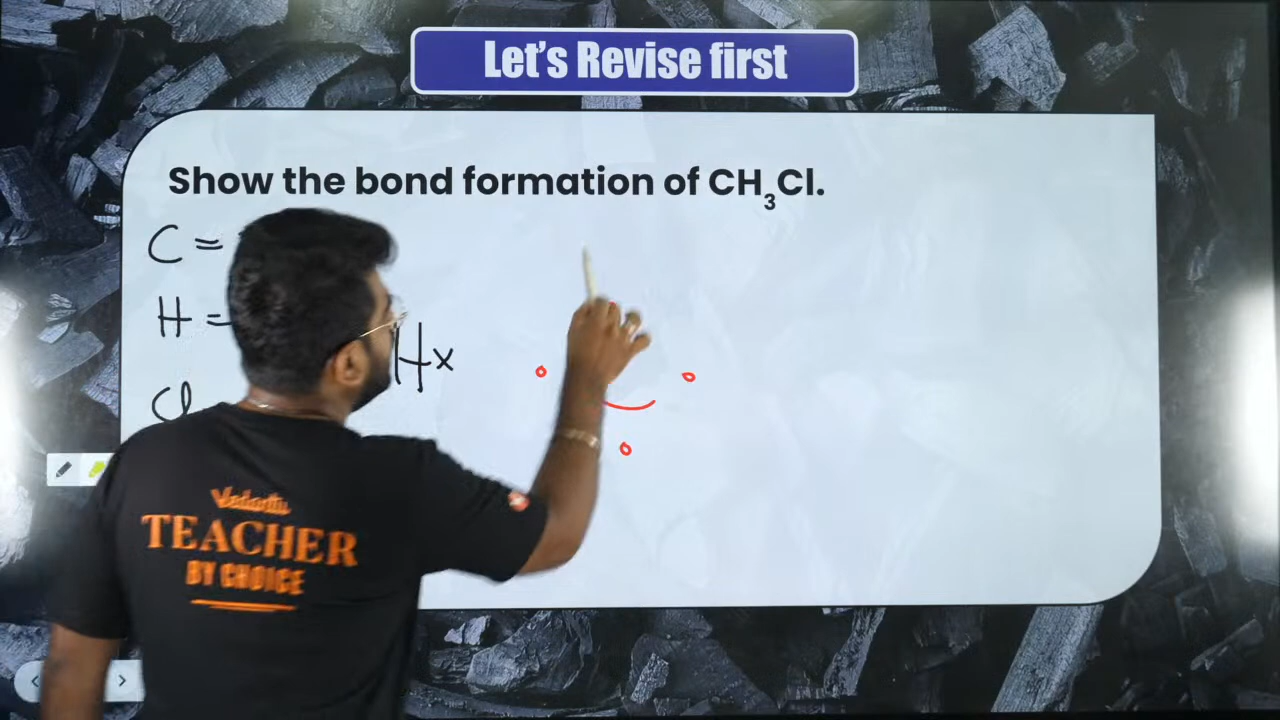 Let's Revise first
Show the bond formation of CH₃Cl.
C =
H =
Cl
Hx
Vedantu
TEACHER
BY CHOICE